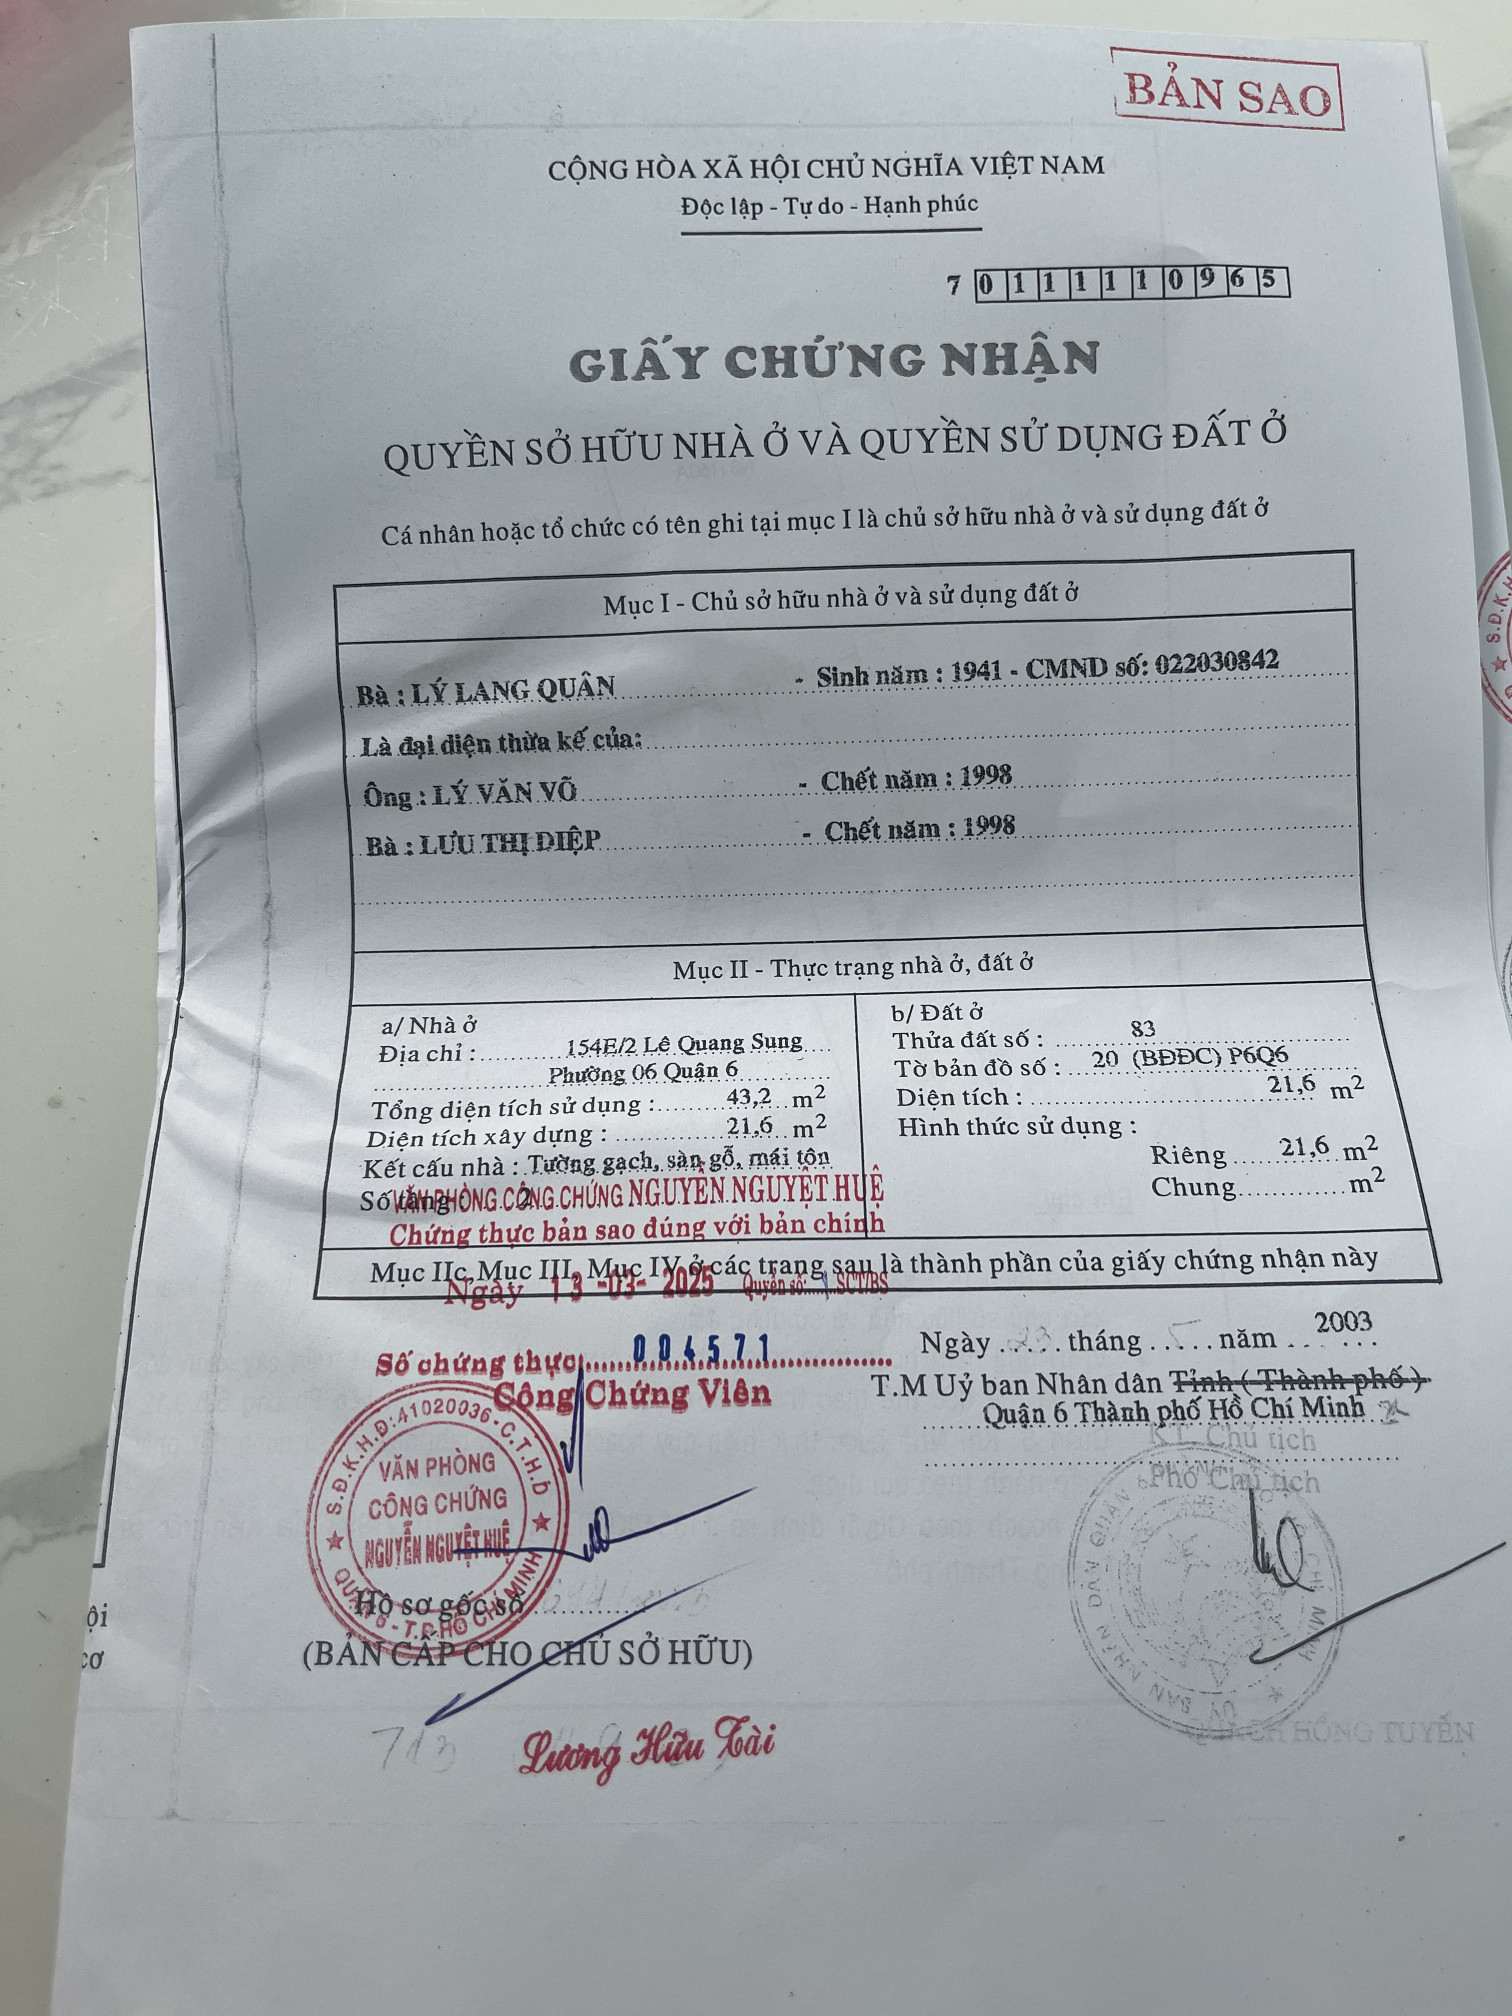 BẢN SAO
CỘNG HÒA XÃ HỘI CHỦ NGHĨA VIỆT NAM
Độc lập - Tự do - Hạnh phúc
7 0111110965
GIẤY CHỨNG NHẬN
QUYỀN SỞ HỮU NHÀ Ở VÀ QUYỀN SỬ DỤNG ĐẤT Ở
Cá nhân hoặc tổ chức có tên ghi tại mục I là chủ sở hữu nhà ở và sử dụng đất ở
Mục I - Chủ sở hữu nhà ở và sử dụng đất ở
Bà : LÝ LANG QUÂN - Sinh năm : 1941 - CMND số: 022030842
Là đại diện thừa kế của:
Ông : LÝ VĂN VÕ - Chết năm : 1998
Bà : LƯU THỊ DIỆP - Chết năm : 1998
Mục II - Thực trạng nhà ở, đất ở
a/ Nhà ở
Địa chỉ : 154E/2 Lê Quang Sung
Phường 06 Quận 6
Tổng diện tích sử dụng : 43,2 m²
Diện tích xây dựng : 21,6 m²
Kết cấu nhà : Tường gạch, sàn gỗ, mái tôn
Số tầng : 2
b/ Đất ở
Thửa đất số : 83
Tờ bản đồ số : 20 (BĐĐC) P6Q6
Diện tích : 21,6 m²
Hình thức sử dụng :
Riêng 21,6 m²
Chung m²
VĂN PHÒNG CÔNG CHỨNG NGUYỄN NGUYỆT HUỆ
Chứng thực bản sao đúng với bản chính
Mục IIc, Mục III, Mục IV ở các trang sau là thành phần của giấy chứng nhận này
Ngày 13 -03- 2025 Quyển số: 1 SCT/BS
Số chứng thực: 004571
Công Chứng Viên
Ngày 23 tháng 5 năm 2003
T.M Uỷ ban Nhân dân Tỉnh ( Thành phố )
Quận 6 Thành phố Hồ Chí Minh
KT. Chủ tịch
Phó Chủ tịch
S.Đ.K.H.Đ:41020036-C.T.H.D
VĂN PHÒNG
CÔNG CHỨNG
NGUYỄN NGUYỆT HUỆ
QUẬN 6 - T.P HỒ CHÍ MINH
Hồ sơ gốc số
(BẢN CẤP CHO CHỦ SỞ HỮU)
713
Lương Hữu Tài
QUÁCH HỒNG TUYẾN
ội
cơ
S.Đ.K.H